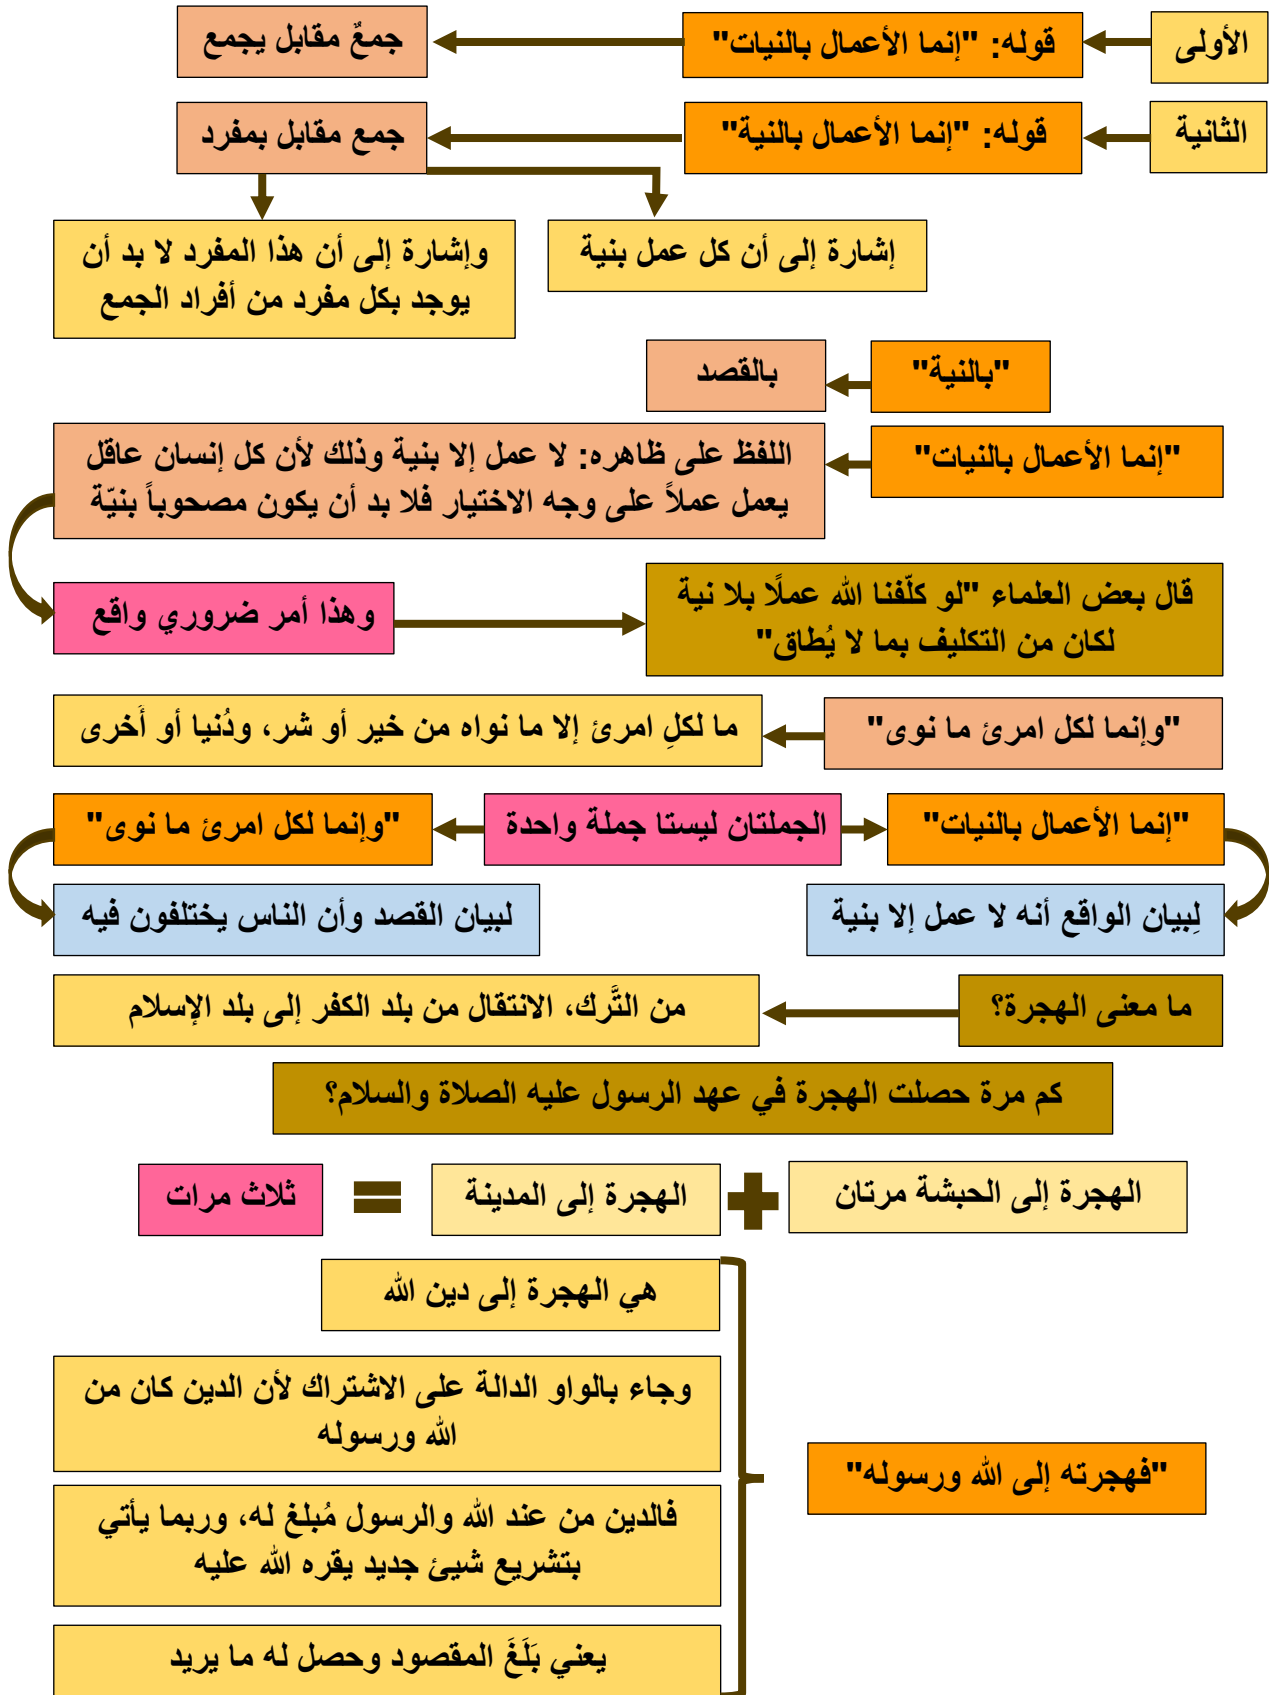 الأولى
قوله: "إنما الأعمال بالنيات"
جمعٌ مقابل يجمع
الثانية
قوله: "إنما الأعمال بالنية"
جمع مقابل بمفرد
إشارة إلى أن كل عمل بنية
وإشارة إلى أن هذا المفرد لا بد أن
يوجد بكل مفرد من أفراد الجمع
"بالنية"
بالقصد
"إنما الأعمال بالنيات"
اللفظ على ظاهره: لا عمل إلا بنية وذلك لأن كل إنسان عاقل
يعمل عملاً على وجه الاختيار فلا بد أن يكون مصحوباً بنيّة
وهذا أمر ضروري واقع
قال بعض العلماء "لو كلّفنا الله عملًا بلا نية
لكان من التكليف بما لا يُطاق"
"وإنما لكل امرئ ما نوى"
ما لكلِ امرئ إلا ما نواه من خير أو شر، ودُنيا أو أَخرى
"إنما الأعمال بالنيات"
الجملتان ليستا جملة واحدة
"وإنما لكل امرئ ما نوى"
لِبيان الواقع أنه لا عمل إلا بنية
لبيان القصد وأن الناس يختلفون فيه
ما معنى الهجرة؟
من التَّرك، الانتقال من بلد الكفر إلى بلد الإسلام
كم مرة حصلت الهجرة في عهد الرسول عليه الصلاة والسلام؟
الهجرة إلى الحبشة مرتان
+
الهجرة إلى المدينة
=
ثلاث مرات
"فهجرته إلى الله ورسوله"
هي الهجرة إلى دين الله
وجاء بالواو الدالة على الاشتراك لأن الدين كان من
الله ورسوله
فالدين من عند الله والرسول مُبلغ له، وربما يأتي
بتشريع شيئ جديد يقره الله عليه
يعني بَلَغَ المقصود وحصل له ما يريد